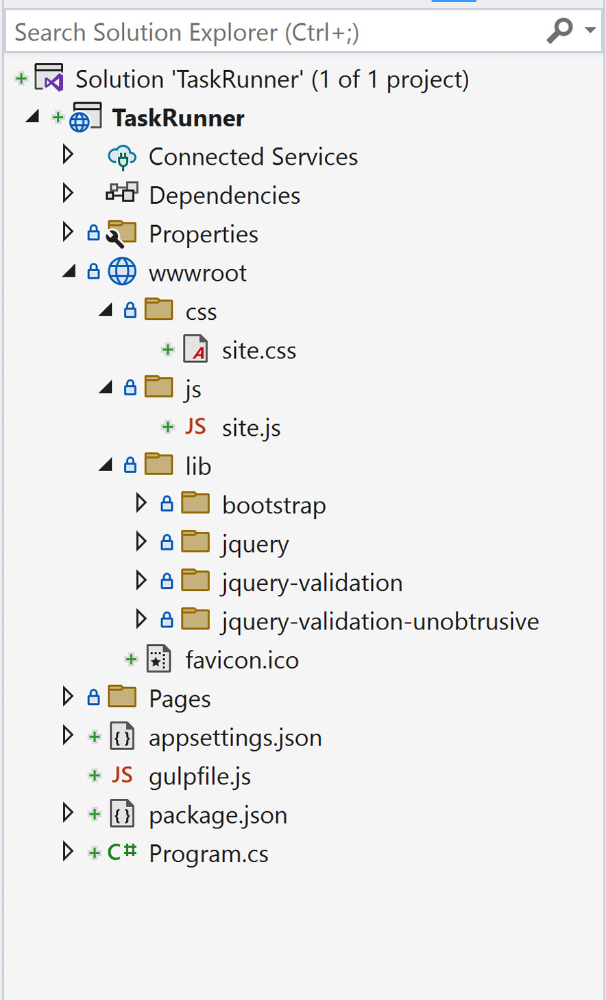 Search Solution Explorer (Ctrl+;)
Solution 'TaskRunner' (1 of 1 project)
TaskRunner
Connected Services
Dependencies
Properties
wwwroot
css
site.css
js
JS site.js
lib
bootstrap
jquery
jquery-validation
jquery-validation-unobtrusive
favicon.ico
Pages
{} appsettings.json
JS gulpfile.js
{} package.json
C# Program.cs